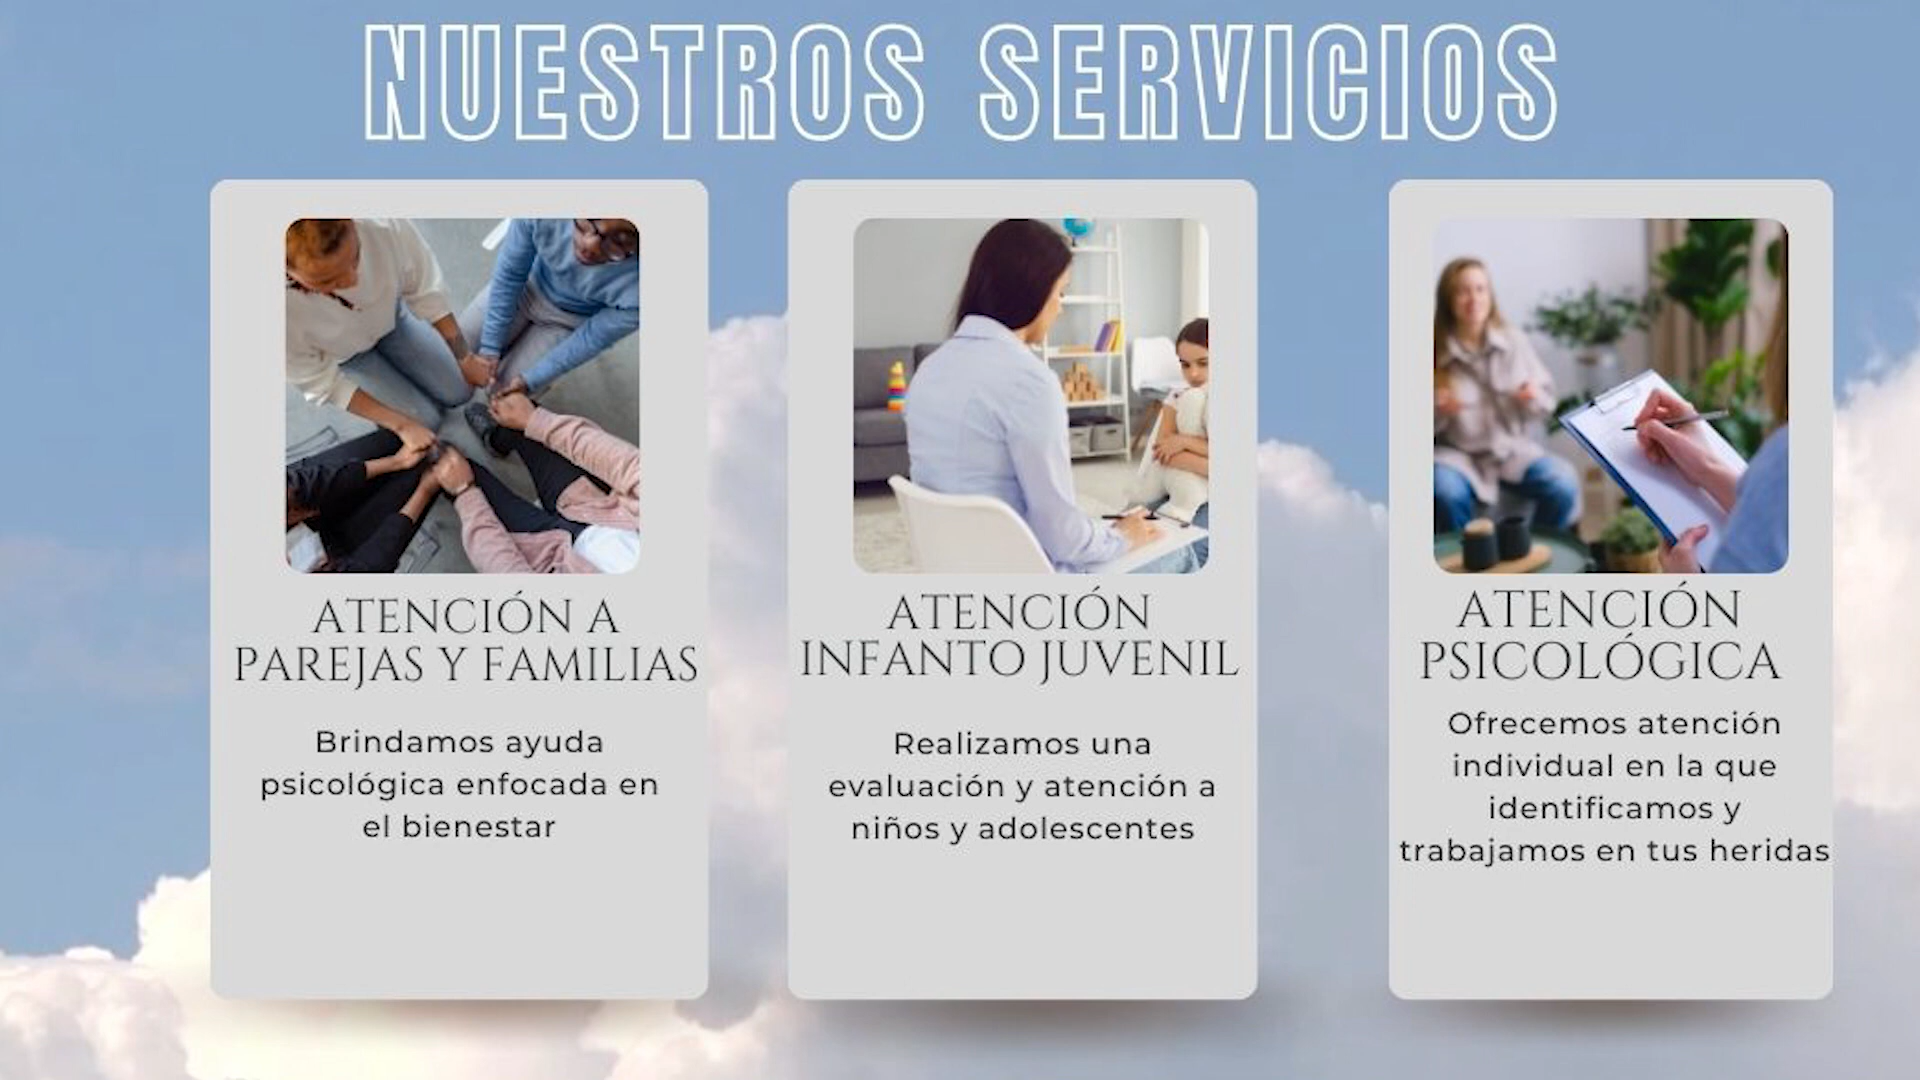 NUESTROS SERVICIOS
ATENCIÓN A
PAREJAS Y FAMILIAS
Brindamos ayuda
psicológica enfocada en
el bienestar
ATENCIÓN
INFANTO JUVENIL
Realizamos una
evaluación y atención a
niños y adolescentes
ATENCIÓN
PSICOLÓGICA
Ofrecemos atención
individual en la que
identificamos y
trabajamos en tus heridas